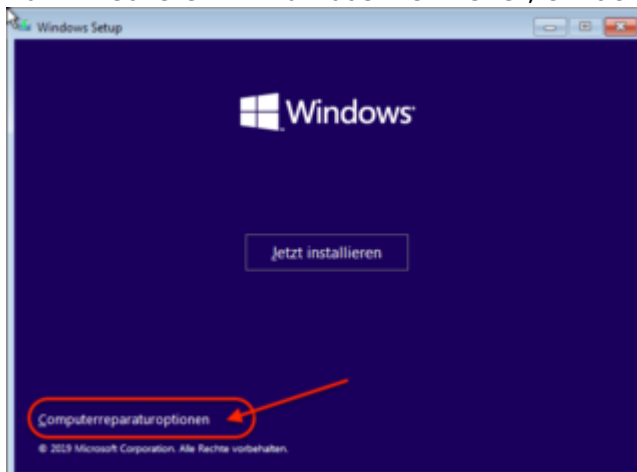 Windows Setup
Windows
Jetzt installieren
Computerreparaturoptionen
© 2019 Microsoft Corporation. Alle Rechte vorbehalten.